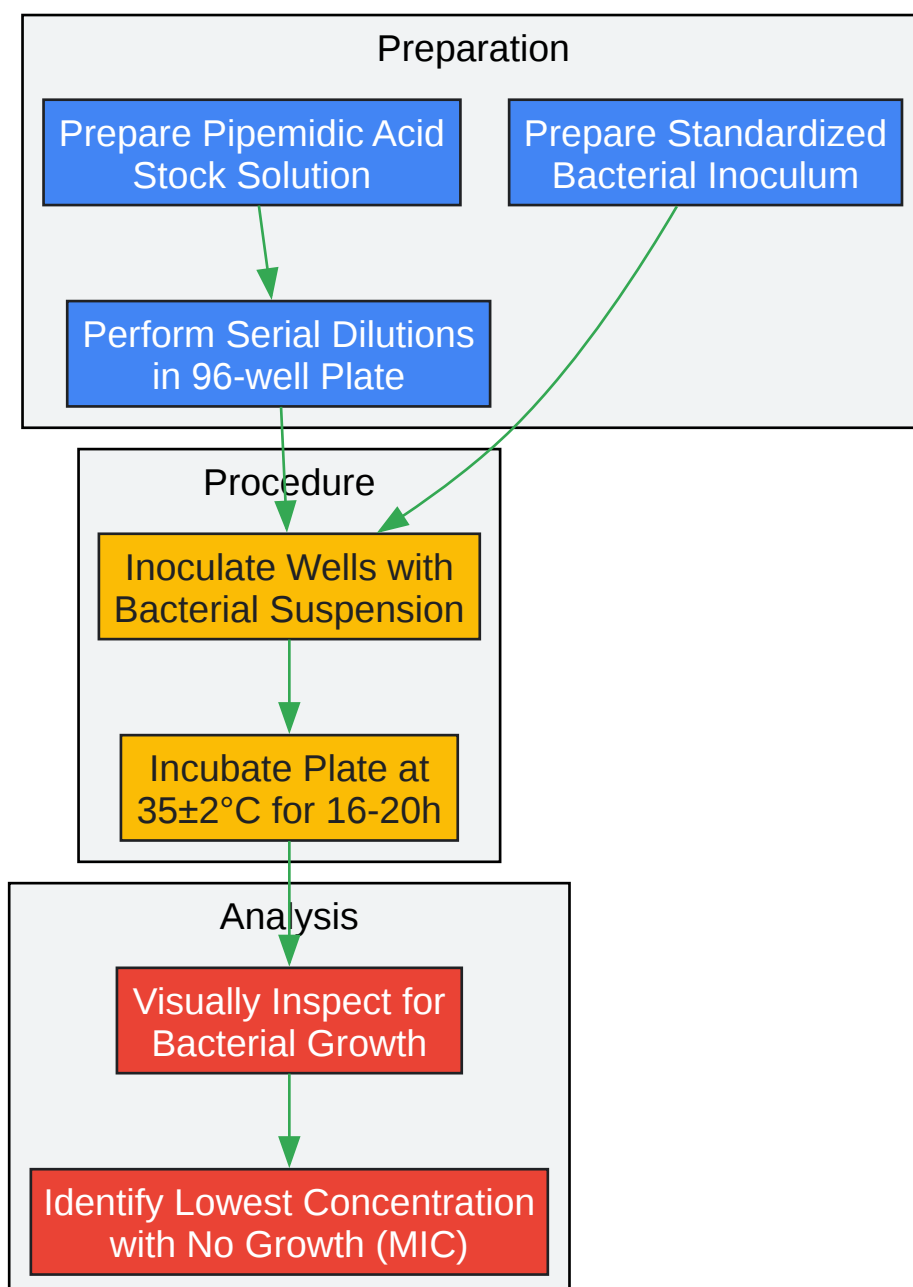 Preparation
Prepare Pipemidic Acid
Stock Solution
Prepare Standardized
Bacterial Inoculum
Perform Serial Dilutions
in 96-well Plate
Procedure
Inoculate Wells with
Bacterial Suspension
Incubate Plate at
35±2°C for 16-20h
Analysis
Visually Inspect for
Bacterial Growth
Identify Lowest Concentration
with No Growth (MIC)